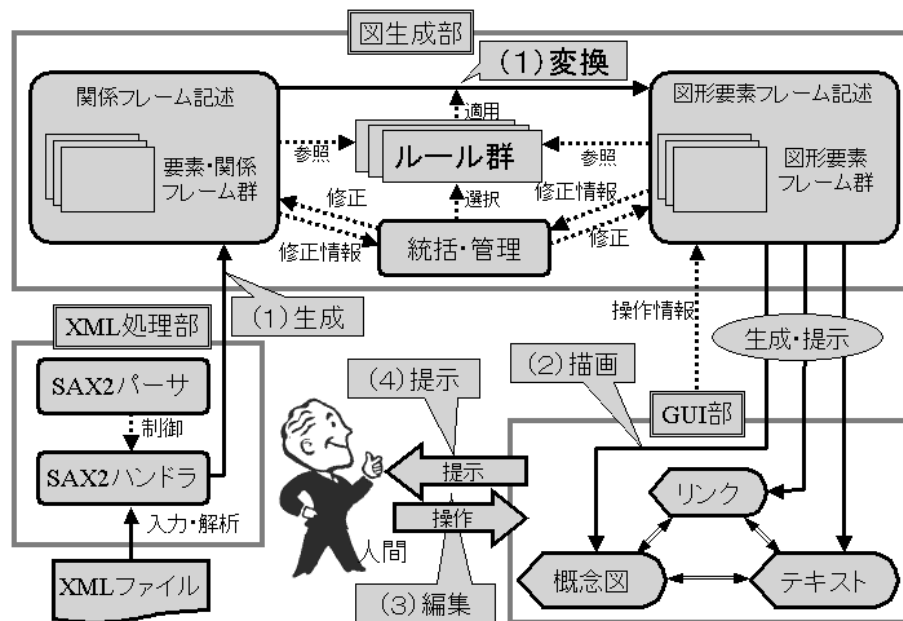 図生成部
(1)変換
関係フレーム記述
図形要素フレーム記述
適用
要素・関係
フレーム群
参照
ルール群
参照
図形要素
フレーム群
修正
選択
修正情報
修正情報
統括・管理
修正
(1)生成
操作情報
XML処理部
生成・提示
SAX2パーサ
(4)提示
(2)描画
制御
GUI部
SAX2ハンドラ
提示
リンク
入力・解析
操作
人間
XMLファイル
(3)編集
概念図
テキスト